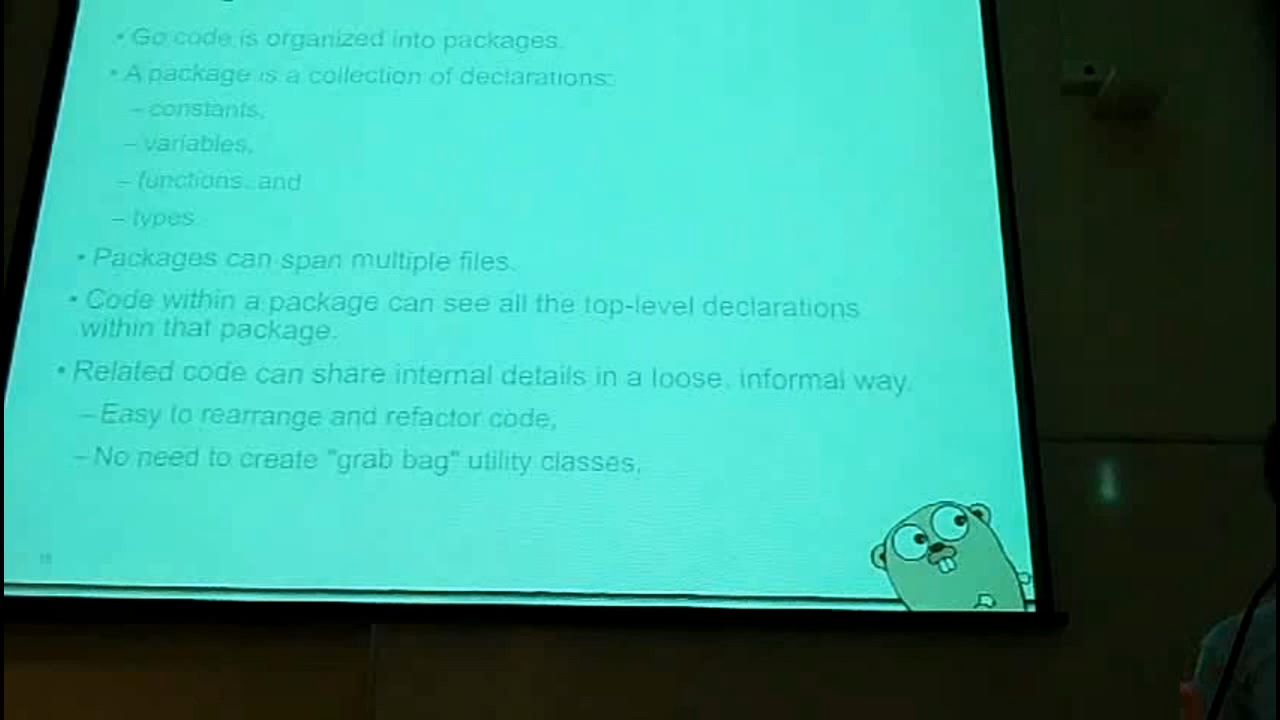 • Go code is organized into packages.
• A package is a collection of declarations:
– constants,
– variables,
– functions, and
– types.
• Packages can span multiple files.
• Code within a package can see all the top-level declarations
within that package.
• Related code can share internal details in a loose, informal way.
– Easy to rearrange and refactor code,
– No need to create "grab bag" utility classes,